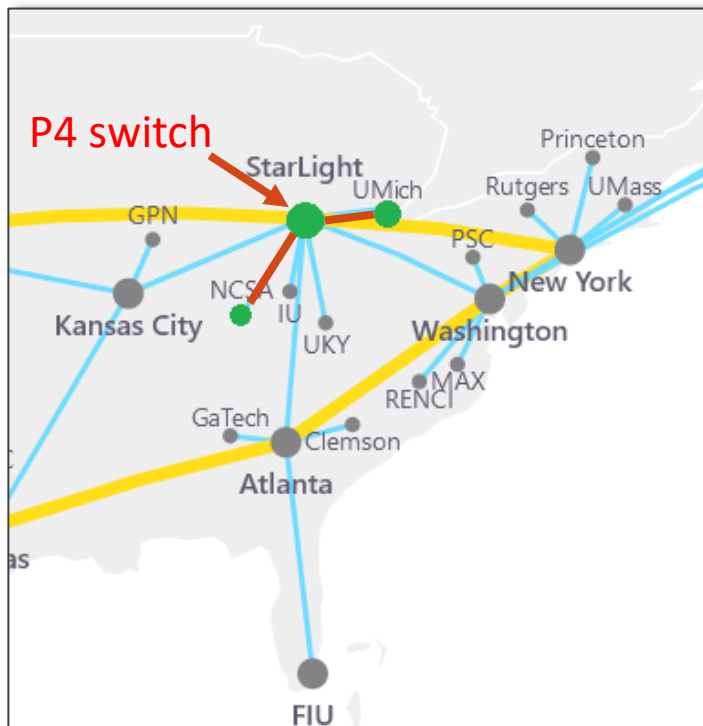 P4 switch
StarLight
UMich
Princeton
Rutgers
UMass
GPN
PSC
New York
NCSA
IU
Kansas City
UKY
Washington
MAX
RENCI
GaTech
Clemson
Atlanta
as
FIU